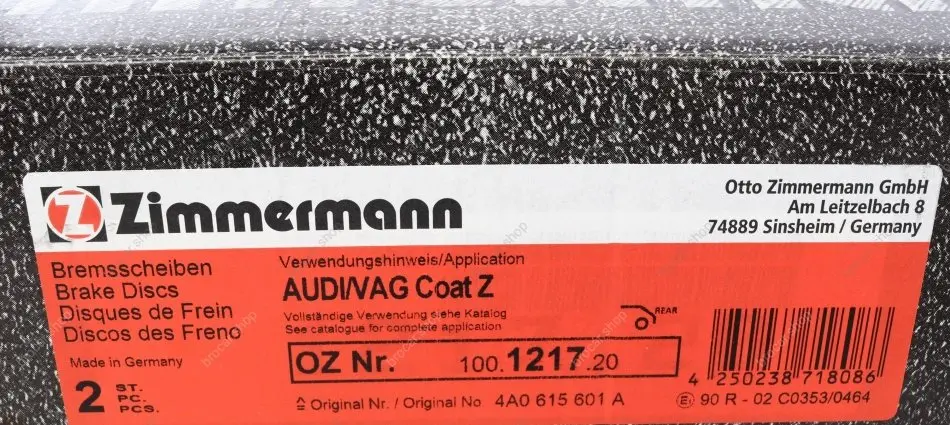 Zimmermann
Otto Zimmermann GmbH
Am Leitzelbach 8
74889 Sinsheim / Germany
Bremsscheiben
Brake Discs
Disques de Frein
Discos des Freno
Made in Germany
2 ST.
PC.
PCS.
Verwendungshinweis/Application
AUDI/VAG Coat Z
Vollständige Verwendung siehe Katalog
See catalogue for complete application
REAR
OZ Nr. 100.1217.20
≙ Original Nr. / Original No. 4A0 615 601 A
4 250238 718086
E1 90 R - 02 C0353/0464